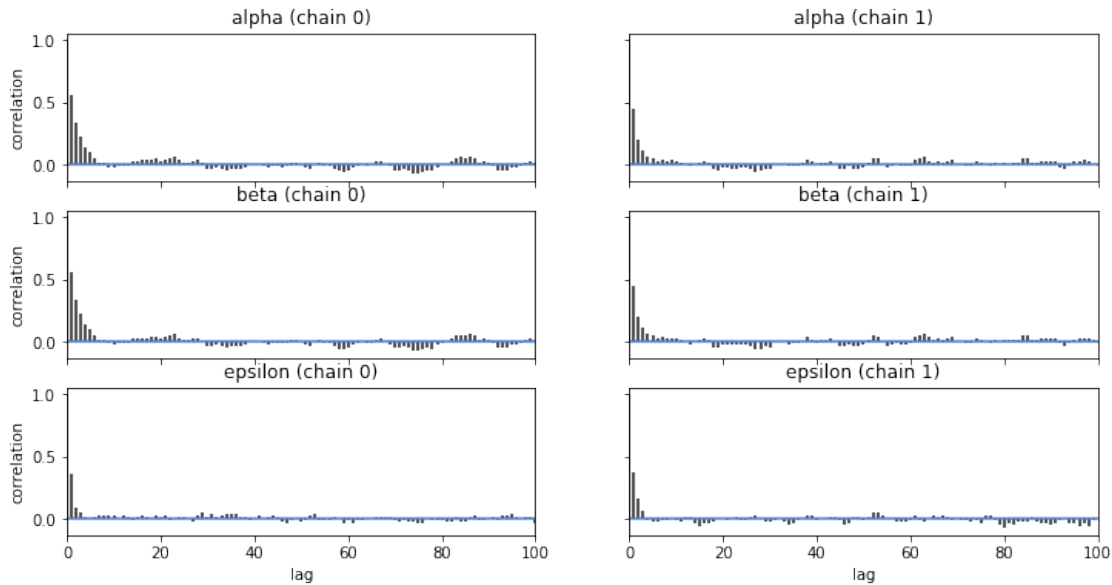 alpha (chain 0)
alpha (chain 1)
1.0
0.5
0.0
correlation
beta (chain 0)
beta (chain 1)
1.0
0.5
0.0
correlation
epsilon (chain 0)
epsilon (chain 1)
1.0
0.5
0.0
correlation
0 20 40 60 80 100
0 20 40 60 80 100
lag
lag